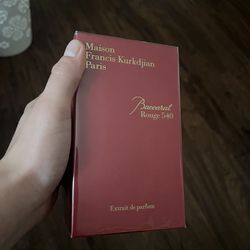 Maison
Francis Kurkdjian
Paris
Baccarat
Rouge 540
Extrait de parfum